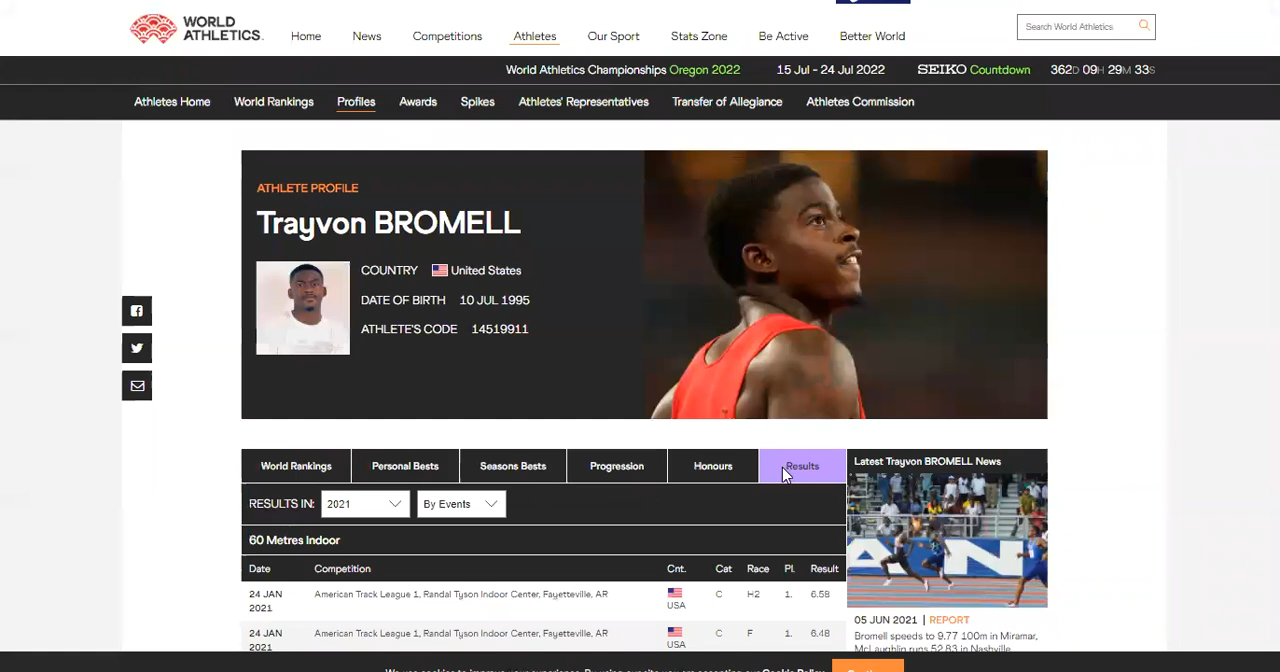 WORLD ATHLETICS.
Home News Competitions Athletes Our Sport Stats Zone Be Active Better World
Search World Athletics
World Athletics Championships Oregon 2022 15 Jul - 24 Jul 2022 SEIKO Countdown 362D 09H 29M 33S
Athletes Home World Rankings Profiles Awards Spikes Athletes' Representatives Transfer of Allegiance Athletes Commission
ATHLETE PROFILE
Trayvon BROMELL
COUNTRY United States
DATE OF BIRTH 10 JUL 1995
ATHLETE'S CODE 14519911
World Rankings Personal Bests Seasons Bests Progression Honours Results
RESULTS IN: 2021 By Events
60 Metres Indoor
Date Competition Cnt. Cat Race Pl. Result
24 JAN 2021 American Track League 1, Randal Tyson Indoor Center, Fayetteville, AR USA C H2 1. 6.58
24 JAN 2021 American Track League 1, Randal Tyson Indoor Center, Fayetteville, AR USA C F 1. 6.48
Latest Trayvon BROMELL News
05 JUN 2021 | REPORT
Bromell speeds to 9.77 100m in Miramar,
McLaughlin runs 52.83 in Nashville